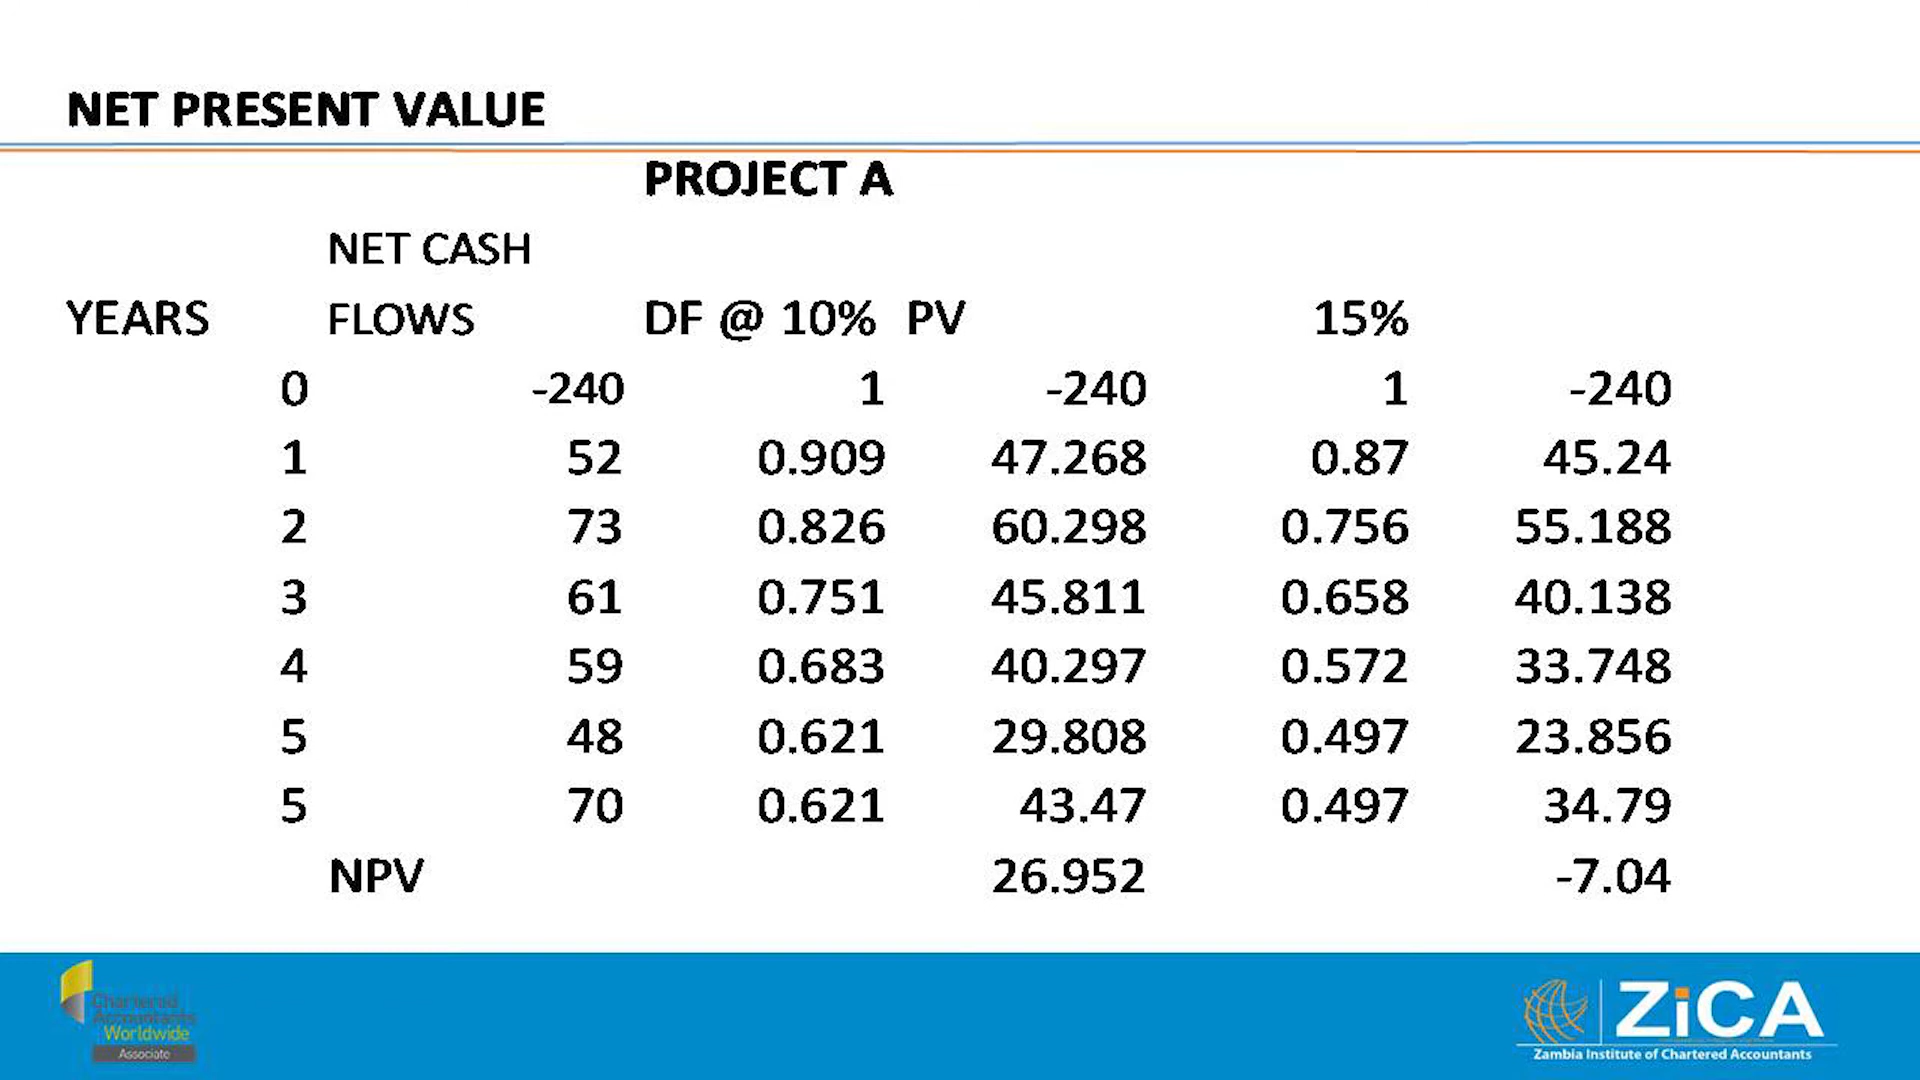 NET PRESENT VALUE
PROJECT A
NET CASH
YEARS FLOWS DF @ 10% PV 15%
0 -240 1 -240 1 -240
1 52 0.909 47.268 0.87 45.24
2 73 0.826 60.298 0.756 55.188
3 61 0.751 45.811 0.658 40.138
4 59 0.683 40.297 0.572 33.748
5 48 0.621 29.808 0.497 23.856
5 70 0.621 43.47 0.497 34.79
NPV 26.952 -7.04
Chartered
Accountants
Worldwide
Associate
ZiCA
Zambia Institute of Chartered Accountants